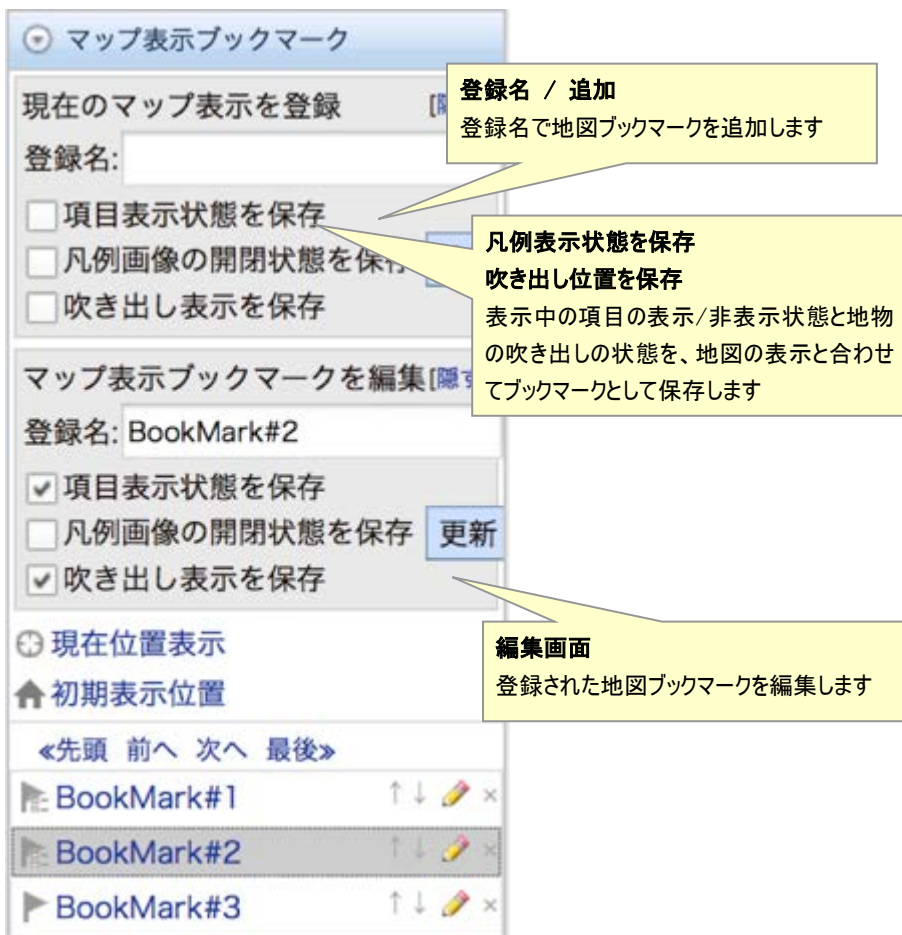 マップ表示ブックマーク
現在のマップ表示を登録
登録名:
項目表示状態を保存
凡例画像の開閉状態を保存
吹き出し表示を保存
登録名 / 追加
登録名で地図ブックマークを追加します
凡例表示状態を保存
吹き出し位置を保存
表示中の項目の表示/非表示状態と地物
の吹き出しの状態を、地図の表示と合わせ
てブックマークとして保存します
マップ表示ブックマークを編集[隠す
登録名: BookMark#2
項目表示状態を保存
凡例画像の開閉状態を保存 更新
吹き出し表示を保存
編集画面
登録された地図ブックマークを編集します
現在位置表示
初期表示位置
≪先頭 前へ 次へ 最後≫
BookMark#1 ↑↓ ×
BookMark#2 ↑↓ ×
BookMark#3 ↑↓ ×